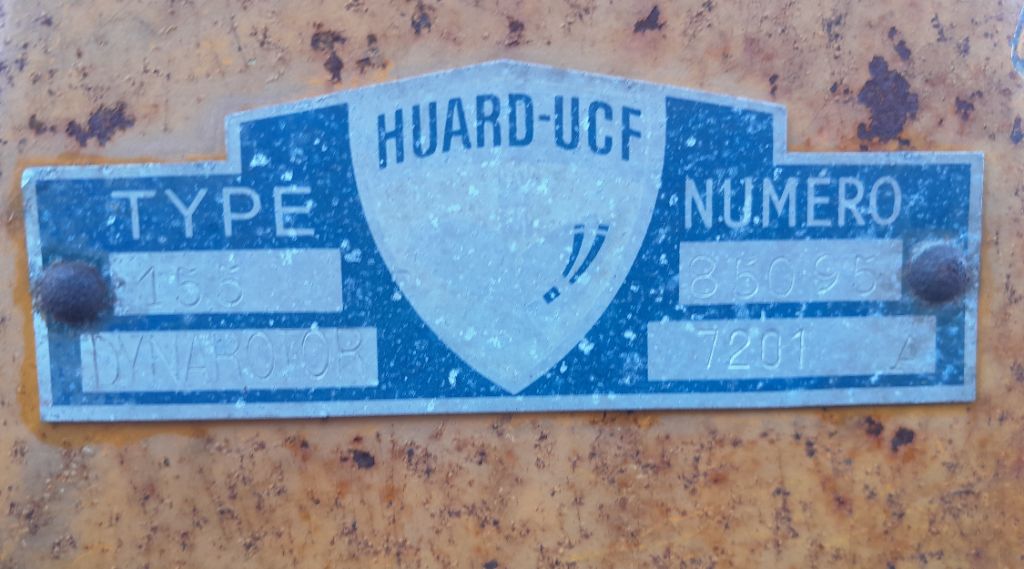 HUARD-UCF
TYPE
NUMÉRO
155
85095
DYNAROTOR
7201 A